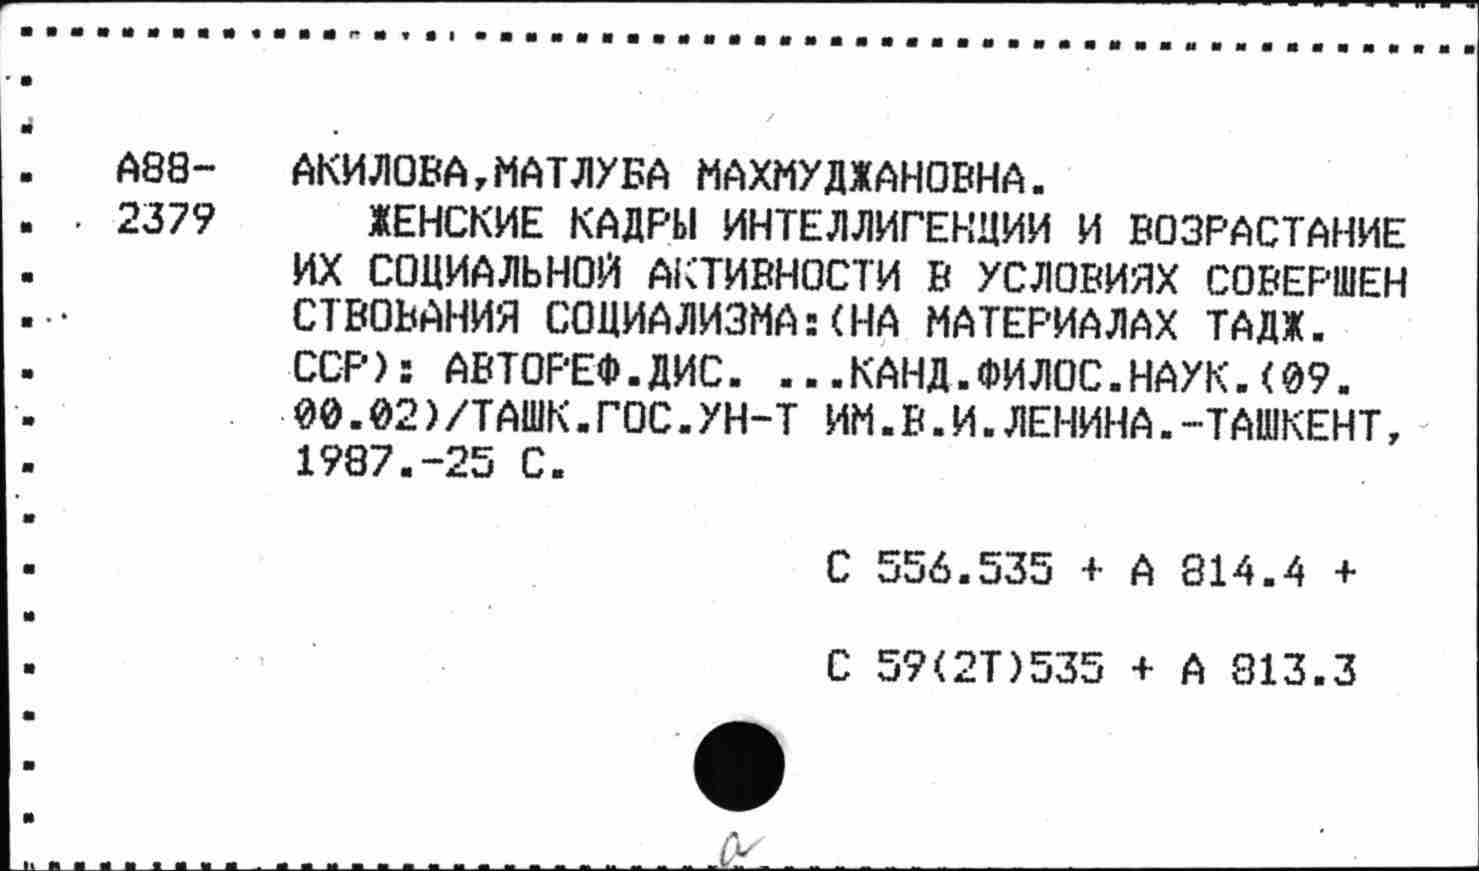 А88- АКИЛОВА,МАТЛУБА МАХМУДЖАНОВНА.
2379 ЖЕНСКИЕ КАДРЫ ИНТЕЛЛИГЕНЦИИ И ВОЗРАСТАНИЕ
ИХ СОЦИАЛЬНОЙ АКТИВНОСТИ В УСЛОВИЯХ СОВЕРШЕН
СТВОВАНИЯ СОЦИАЛИЗМА:(НА МАТЕРИАЛАХ ТАДЖ.
ССР): АВТОРЕФ.ДИС. ...КАНД.ФИЛОС.НАУК.(09.
00.02)/ТАШК.ГОС.УН-Т ИМ.В.И.ЛЕНИНА.-ТАШКЕНТ,
1987.-25 С.
С 556.535 + А 814.4 +
С 59(2Т)535 + А 813.3
а